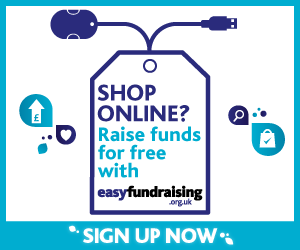 SHOP
ONLINE?
Raise funds
for free
with
easyfundraising
.org.uk
£
SIGN UP NOW